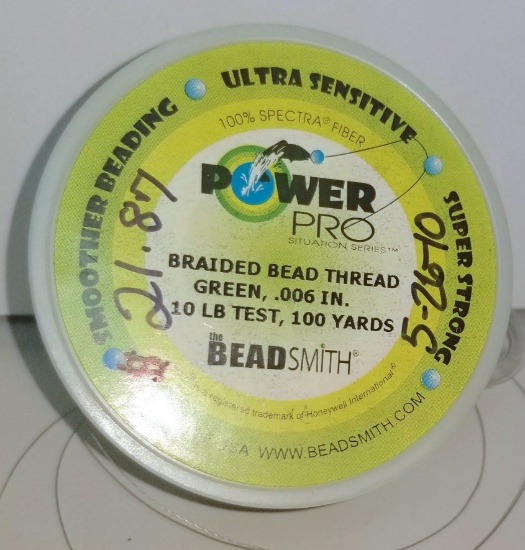 SMOOTHER BEADING
ULTRA SENSITIVE
SUPER STRONG
100% SPECTRA® FIBER
POWER
PRO
SITUATION SERIES™
BRAIDED BEAD THREAD
GREEN, .006 IN.
10 LB TEST, 100 YARDS
the
BEADSMITH®
21.87
5-26-10
a registered trademark of Honeywell International®
USA WWW.BEADSMITH.COM